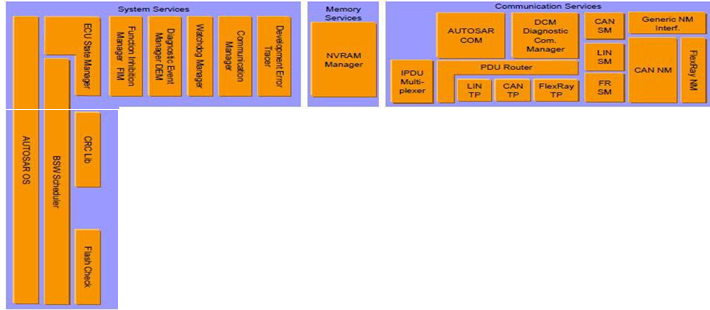 System Services
Memory
Services
Communication Services
ECU State Manager
Function Inhibition
Manager FIM
Diagnostic Event
Manager DEM
Watchdog Manager
Communication
Manager
Development Error
Tracer
NVRAM
Manager
AUTOSAR
COM
DCM
Diagnostic
Com.
Manager
CAN
SM
Generic NM
Interf.
IPDU
Multi-
plexer
PDU Router
LIN
TP
CAN
TP
FlexRay
TP
LIN
SM
FR
SM
CAN NM
FlexRay NM
AUTOSAR OS
BSW Scheduler
CRC Lib
Flash Check